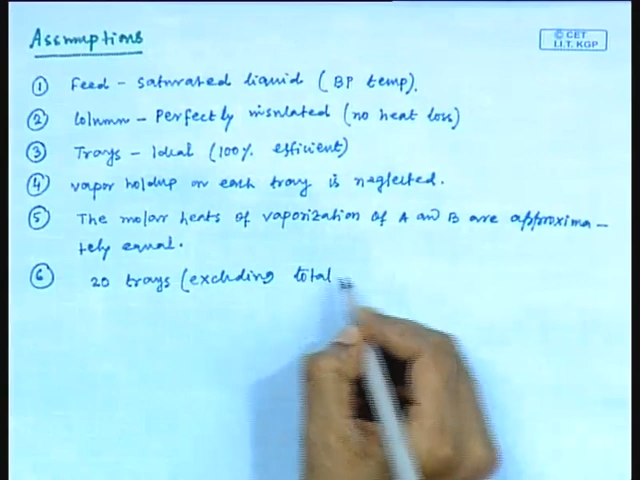 Assumptions
© CET
I.I.T. KGP
① Feed - saturated liquid (BP temp).
② Column - Perfectly insulated (no heat loss)
③ Trays - Ideal (100% efficient)
④ vapor holdup on each tray is neglected.
⑤ The molar heats of vaporization of A and B are approxima -
tely equal.
⑥ 20 trays (excluding total